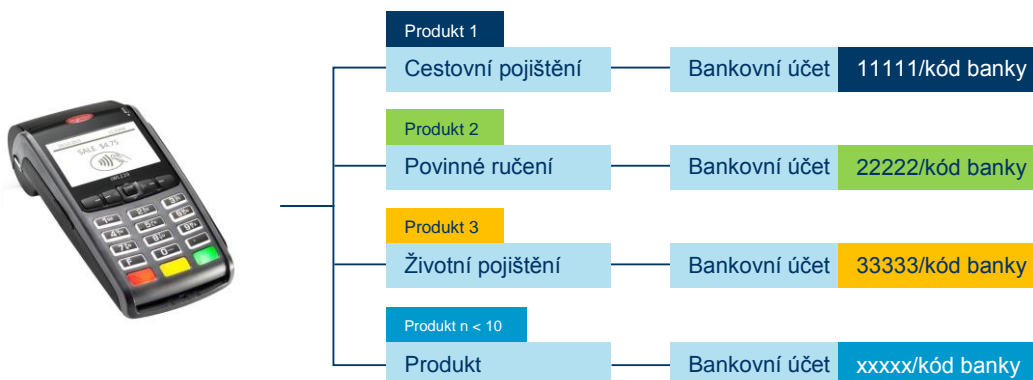 Produkt 1
Cestovní pojištění
Bankovní účet
11111/kód banky
Produkt 2
Povinné ručení
Bankovní účet
22222/kód banky
Produkt 3
Životní pojištění
Bankovní účet
33333/kód banky
Produkt n < 10
Produkt
Bankovní účet
xxxxx/kód banky
SALE $4.75